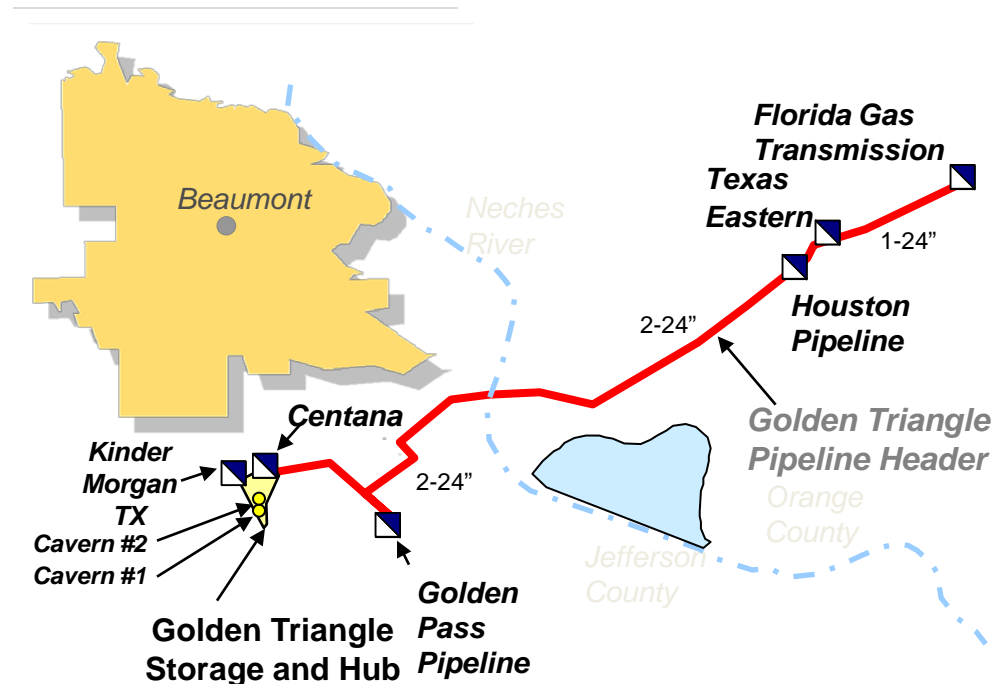 Florida Gas
Transmission
Texas
Eastern
1-24”
Beaumont
Neches
River
Houston
Pipeline
2-24”
Golden Triangle
Pipeline Header
Centana
Kinder
Morgan
TX
2-24”
Cavern #2
Cavern #1
Orange
County
Jefferson
County
Golden Triangle
Storage and Hub
Golden
Pass
Pipeline